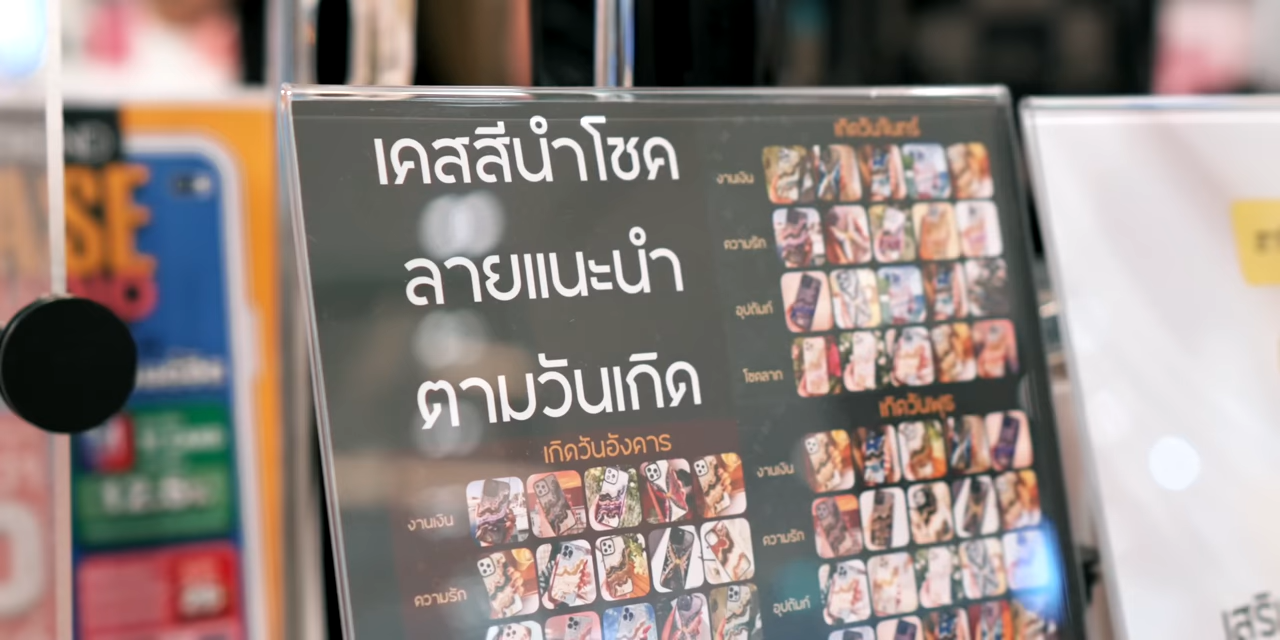 เคสสีนำโชค
ลายแนะนำ
ตามวันเกิด
เกิดวันอังคาร
งานเงิน
ความรัก
เกิดวันจันทร์
งานเงิน
ความรัก
อุปถัมภ์
โชคลาภ
เกิดวันพุธ
งานเงิน
ความรัก
อุปถัมภ์